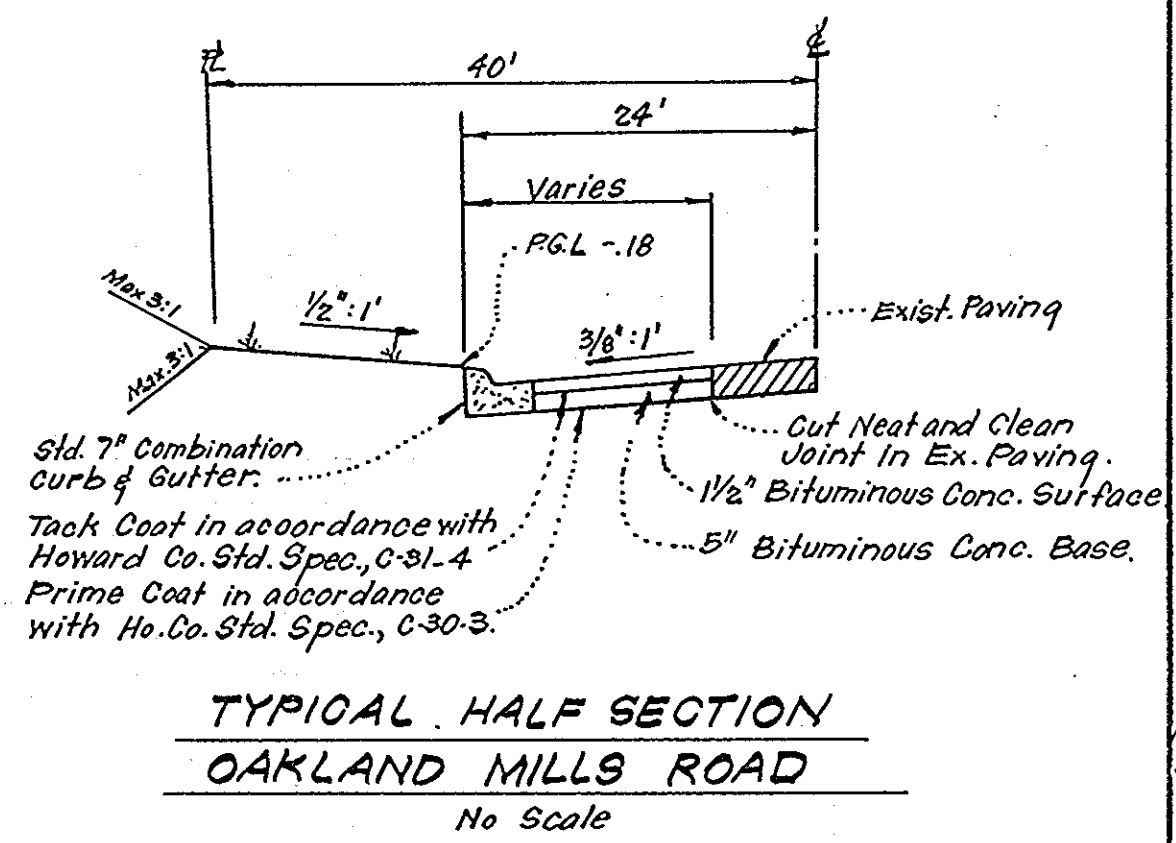 PL
40'
CL
24'
Varies
P.G.L -.18
Max 3:1
1/2":1'
Exist. Paving
3/8":1'
Max. 3:1
Cut Neat and Clean
Joint in Ex. Paving.
Std. 7" Combination
Curb & Gutter.
1 1/2" Bituminous Conc. Surface
Tack Coat in acoordance with
Howard Co. Std. Spec., C-31-4
5" Bituminous Conc. Base.
Prime Coat in accordance
with Ho. Co. Std. Spec., C-30-3.
TYPICAL HALF SECTION
OAKLAND MILLS ROAD
No Scale